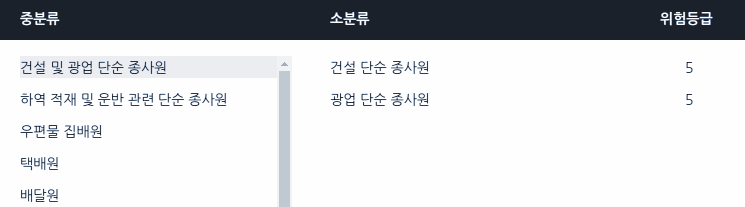 중분류 소분류 위험등급
건설 및 광업 단순 종사원 건설 단순 종사원 5
하역 적재 및 운반 관련 단순 종사원 광업 단순 종사원 5
우편물 집배원
택배원
배달원